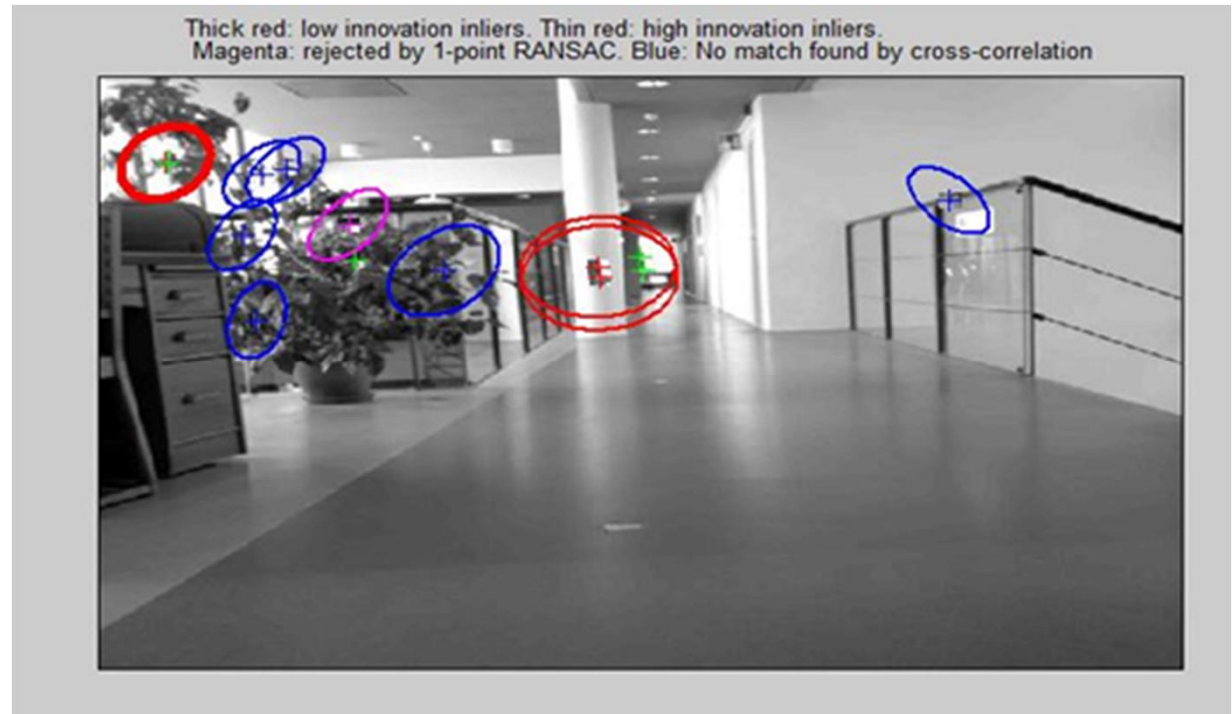 Thick red: low innovation inliers. Thin red: high innovation inliers.
Magenta: rejected by 1-point RANSAC. Blue: No match found by cross-correlation